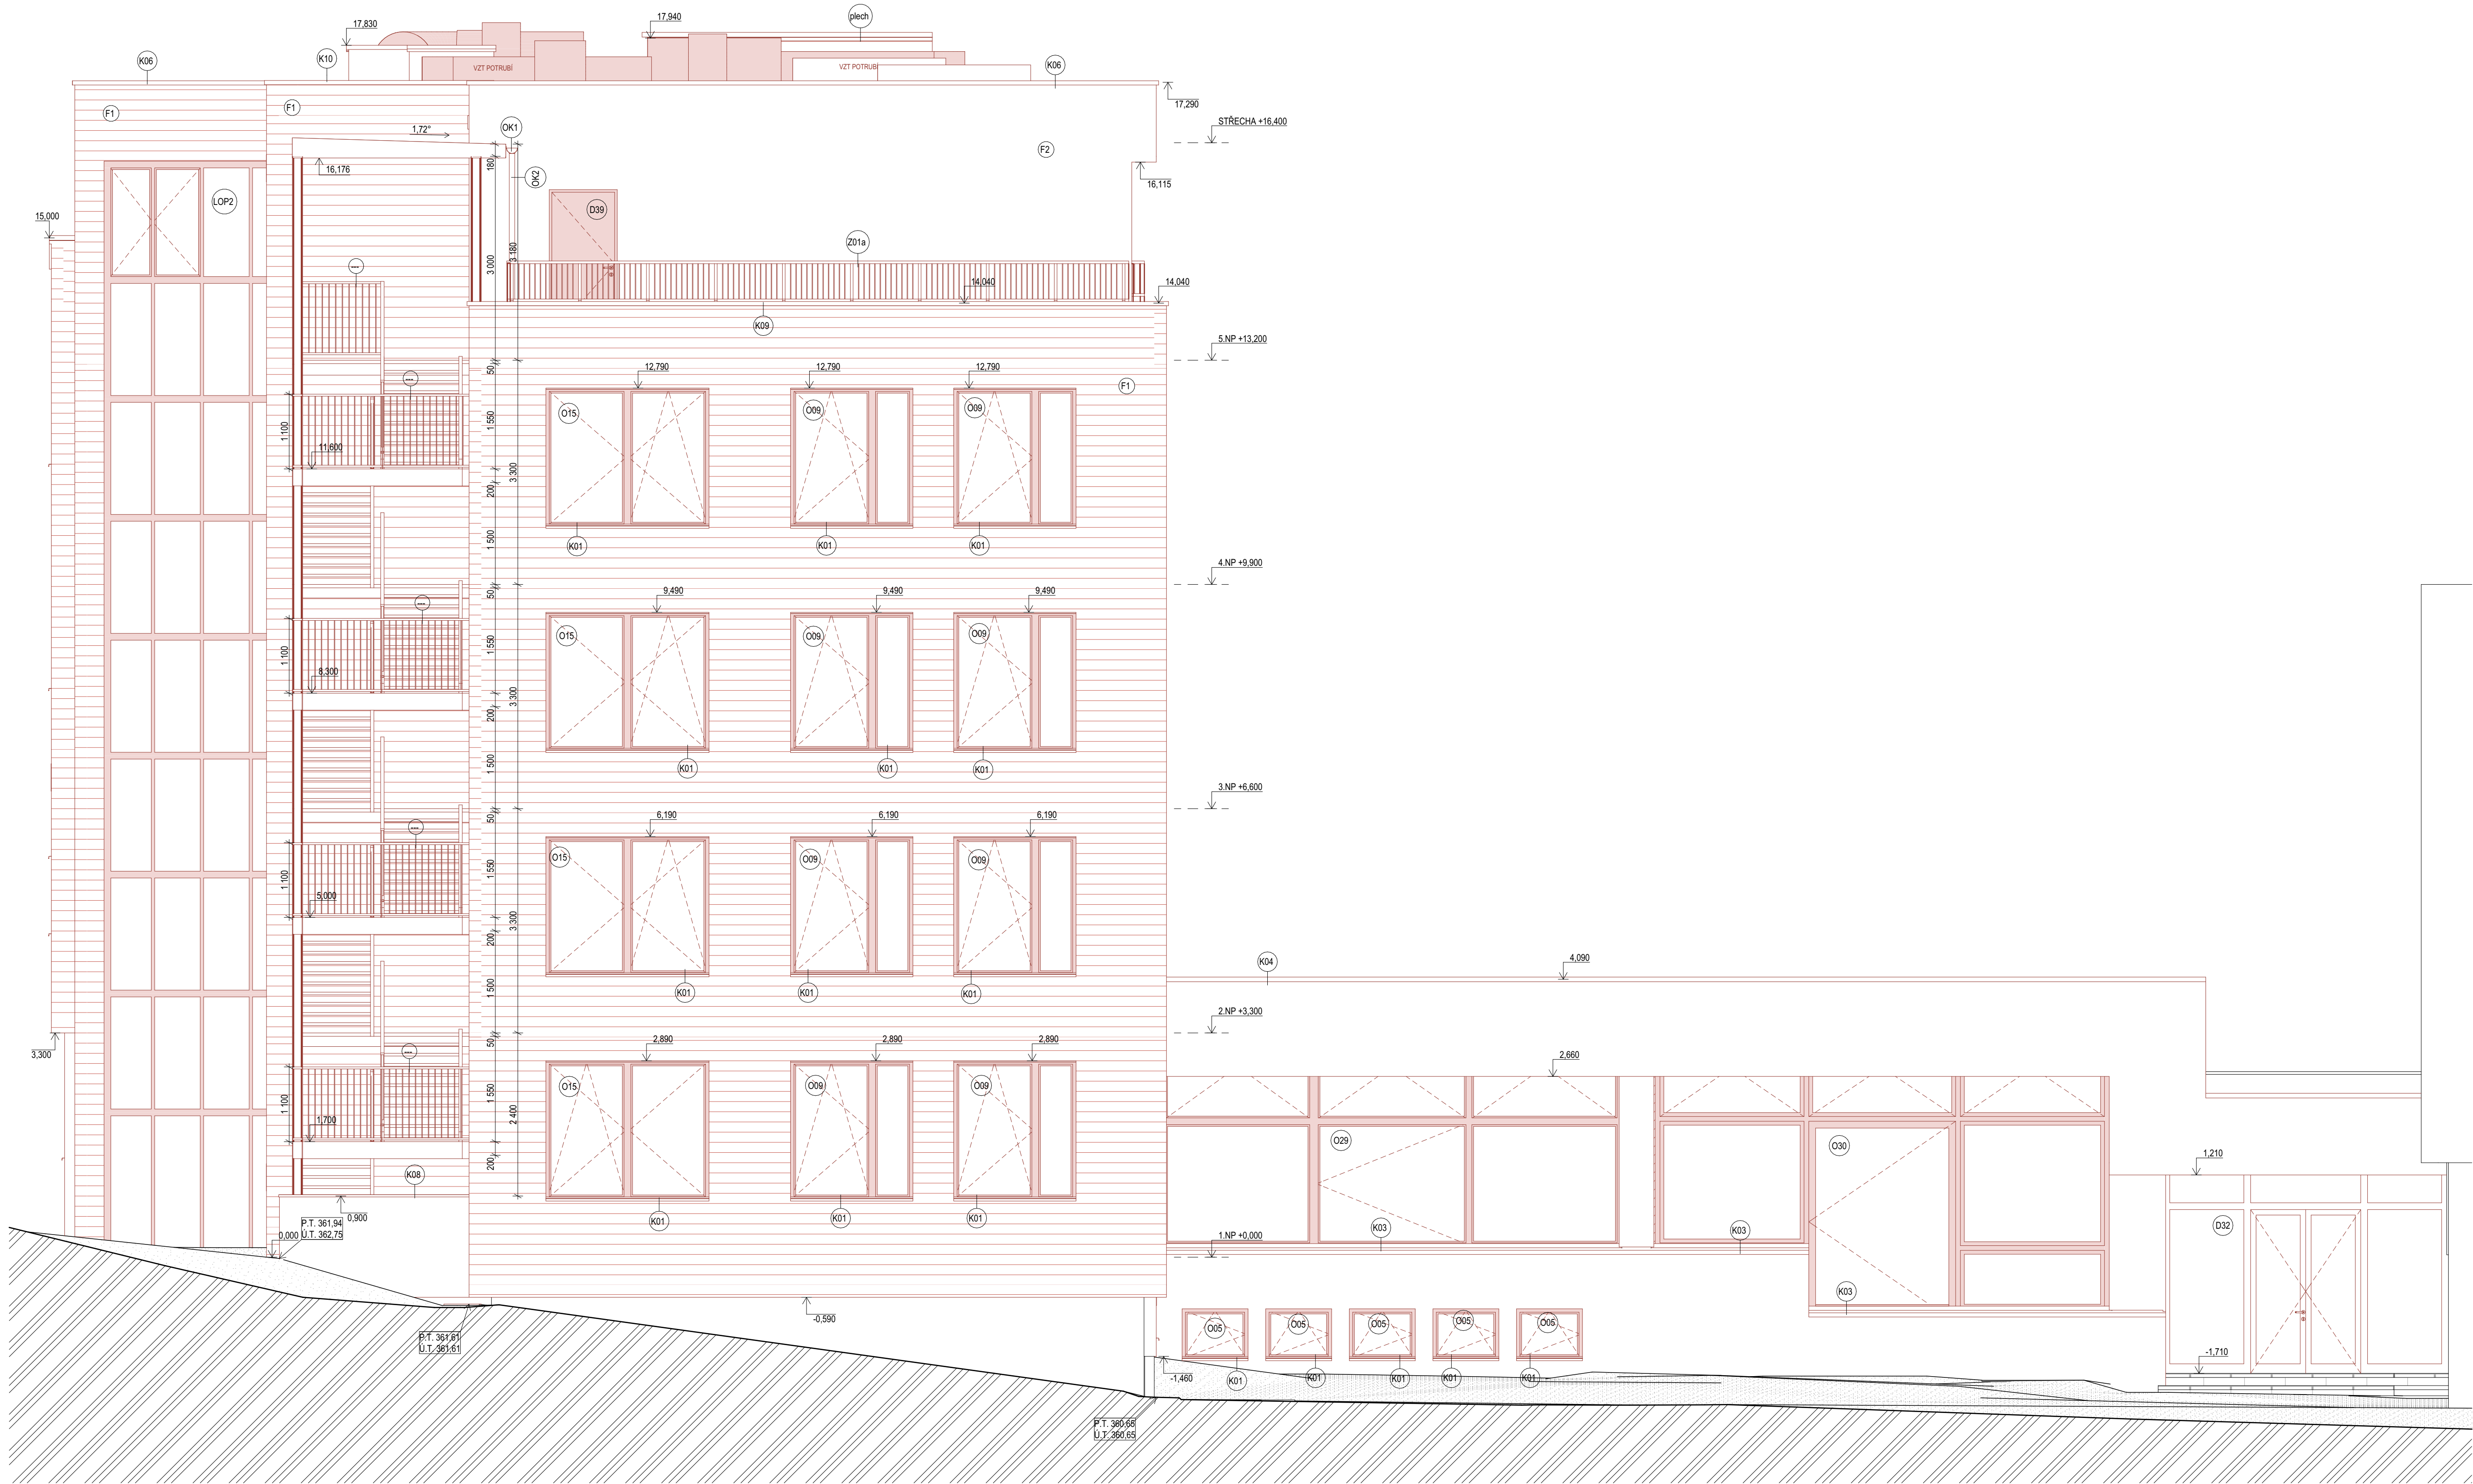 17,830
17,940
plech
K06
K10
VZT POTRUBÍ
VZT POTRUBÍ
K06
17,290
F1
F1
1,72°
OK1
STŘECHA +16,400
F2
180
16,176
OK2
16,115
LOP2
D39
15,000
3 000
3 180
Z01a
---
14,040
14,040
K09
5.NP +13,200
50
12,790
12,790
12,790
---
F1
O15
O09
O09
1 100
1 550
11,600
3 300
200
1 500
K01
K01
K01
4.NP +9,900
50
9,490
9,490
9,490
---
O15
O09
O09
1 100
1 550
8,300
3 300
200
1 500
K01
K01
K01
3.NP +6,600
50
6,190
6,190
6,190
---
O15
O09
O09
1 100
1 550
5,000
3 300
200
1 500
K01
K01
K01
K04
4,090
2.NP +3,300
3,300
50
2,890
2,890
2,890
---
2,660
O15
O09
O09
1 100
1 550
2 400
1,700
O29
O30
200
1,210
K08
0,900
K01
K01
K01
P.T. 361,94
Ú.T. 362,75
0,000
1.NP +0,000
K03
K03
D32
K03
-0,590
P.T. 361,61
Ú.T. 361,61
O05
O05
O05
O05
O05
-1,460
K01
K01
K01
K01
K01
-1,710
P.T. 360,65
Ú.T. 360,65